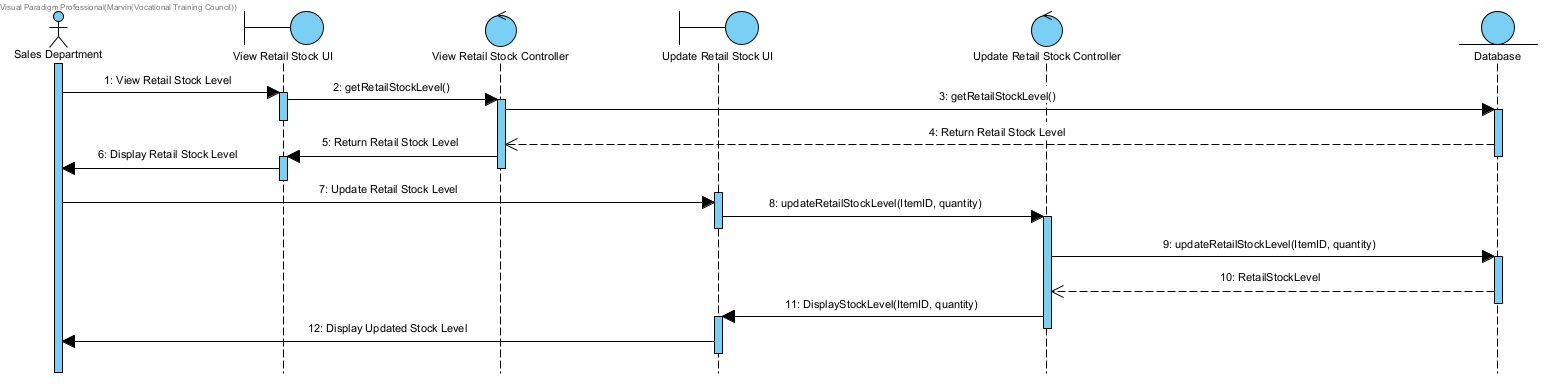 Visual Paradigm Professional(Marvin(Vocational Training Council))
Sales Department
View Retail Stock UI
View Retail Stock Controller
Update Retail Stock UI
Update Retail Stock Controller
Database
1: View Retail Stock Level
2: getRetailStockLevel()
3: getRetailStockLevel()
4: Return Retail Stock Level
5: Return Retail Stock Level
6: Display Retail Stock Level
7: Update Retail Stock Level
8: updateRetailStockLevel(ItemID, quantity)
9: updateRetailStockLevel(ItemID, quantity)
10: RetailStockLevel
11: DisplayStockLevel(ItemID, quantity)
12: Display Updated Stock Level